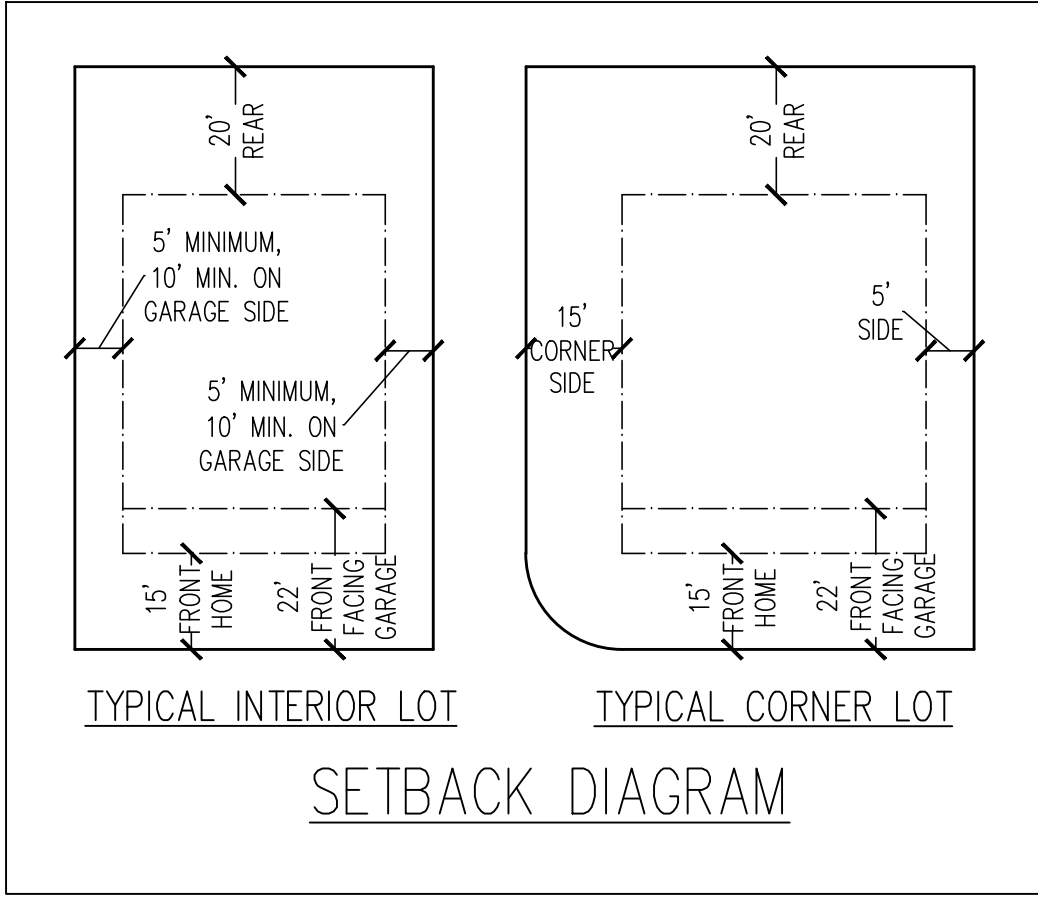 20'
REAR
5' MINIMUM,
10' MIN. ON
GARAGE SIDE
5' MINIMUM,
10' MIN. ON
GARAGE SIDE
15'
FRONT
HOME
22'
FRONT
FACING
GARAGE
TYPICAL INTERIOR LOT
20'
REAR
15'
CORNER
SIDE
5'
SIDE
15'
FRONT
HOME
22'
FRONT
FACING
GARAGE
TYPICAL CORNER LOT
SETBACK DIAGRAM